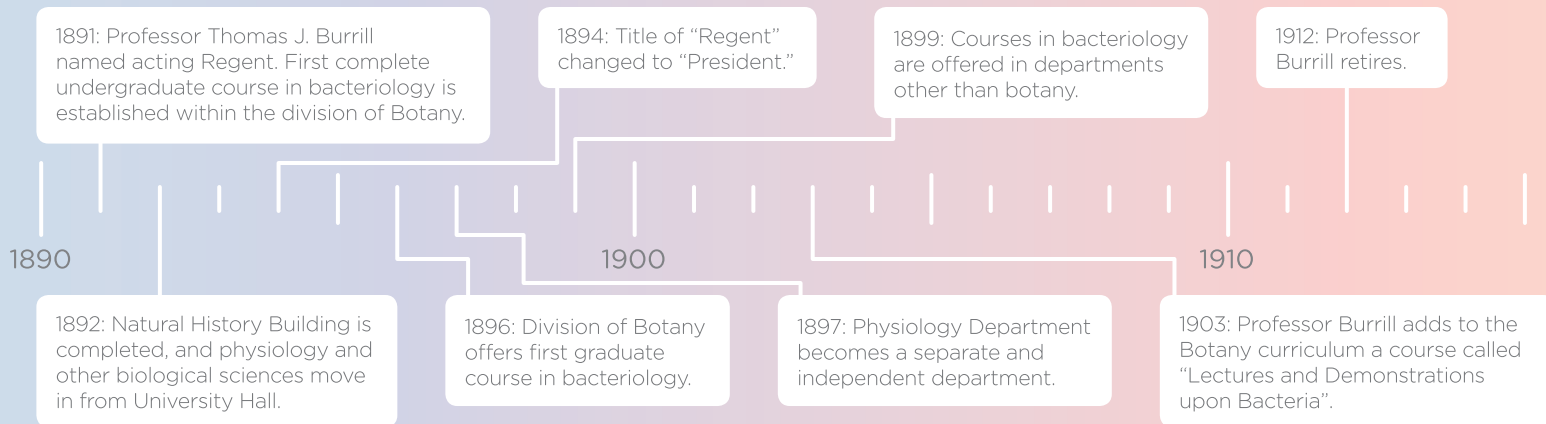 1891: Professor Thomas J. Burrill
named acting Regent. First complete
undergraduate course in bacteriology is
established within the division of Botany.
1894: Title of “Regent”
changed to “President.”
1899: Courses in bacteriology
are offered in departments
other than botany.
1912: Professor
Burrill retires.
1890
1900
1910
1892: Natural History Building is
completed, and physiology and
other biological sciences move
in from University Hall.
1896: Division of Botany
offers first graduate
course in bacteriology.
1897: Physiology Department
becomes a separate and
independent department.
1903: Professor Burrill adds to the
Botany curriculum a course called
“Lectures and Demonstrations
upon Bacteria”.